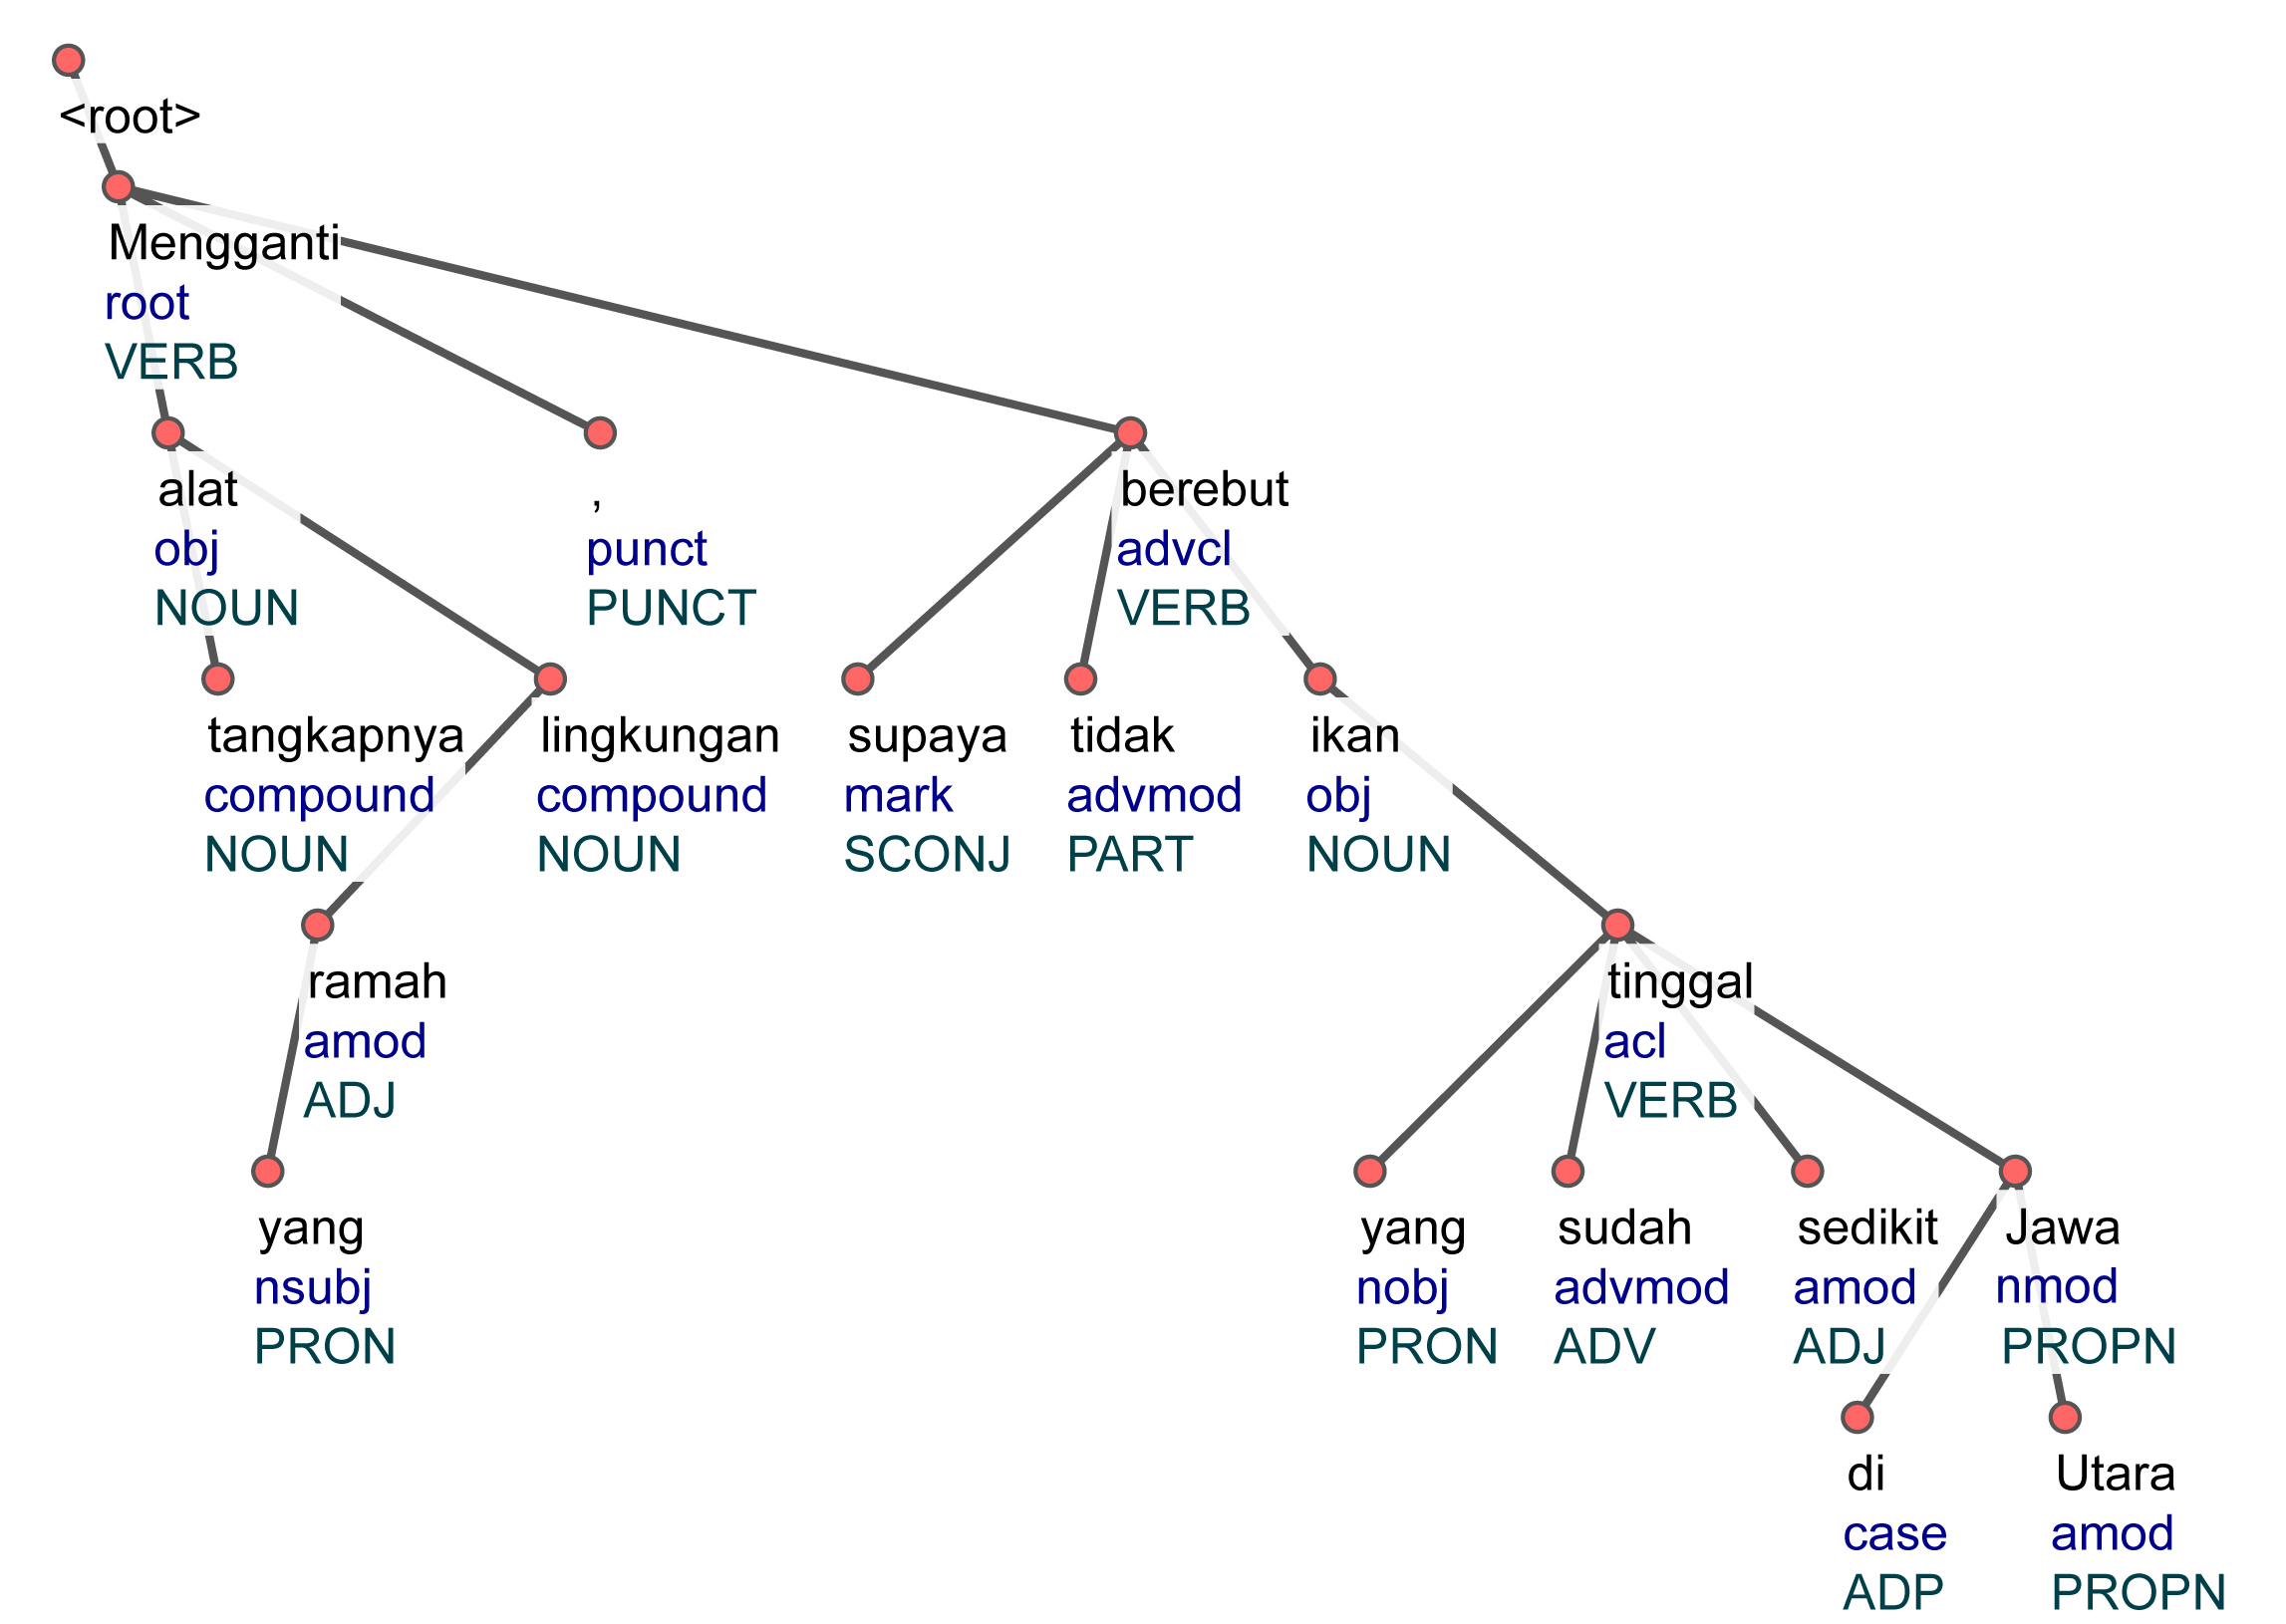 <root>
Mengganti
root
VERB
alat
obj
NOUN
,
punct
PUNCT
berebut
advcl
VERB
tangkapnya
compound
NOUN
lingkungan
compound
NOUN
supaya
mark
SCONJ
tidak
advmod
PART
ikan
obj
NOUN
ramah
amod
ADJ
tinggal
acl
VERB
yang
nsubj
PRON
yang
nobj
PRON
sudah
advmod
ADV
sedikit
amod
ADJ
Jawa
nmod
PROPN
di
case
ADP
Utara
amod
PROPN